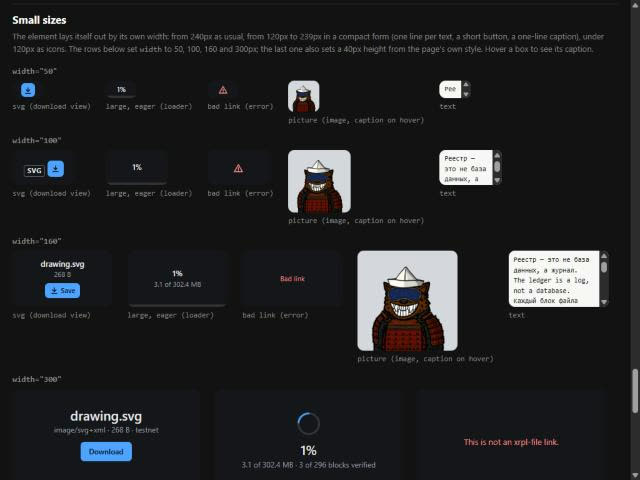 Small sizes
The element lays itself out by its own width: from 240px as usual, from 120px to 239px in a compact form (one line per text, a short button, a one-line caption), under
120px as icons. The rows below set width to 50, 100, 160 and 300px; the last one also sets a 40px height from the page's own style. Hover a box to see its caption.
width="50"
1%
Рее
svg (download view)
large, eager (loader)
bad link (error)
picture (image, caption on hover)
text
width="100"
SVG
1%
Реестр —
это не база
данных, а
svg (download view)
large, eager (loader)
bad link (error)
picture (image, caption on hover)
text
width="160"
drawing.svg
268 B
Save
1%
3.1 of 302.4 MB
Bad link
Реестр — это не база
данных, а журнал.
The ledger is a log,
not a database.
Каждый блок файла
svg (download view)
large, eager (loader)
bad link (error)
picture (image, caption on hover)
text
width="300"
drawing.svg
image/svg+xml · 268 B · testnet
Download
1%
3.1 of 302.4 MB · 3 of 296 blocks verified
This is not an xrpl-file link.